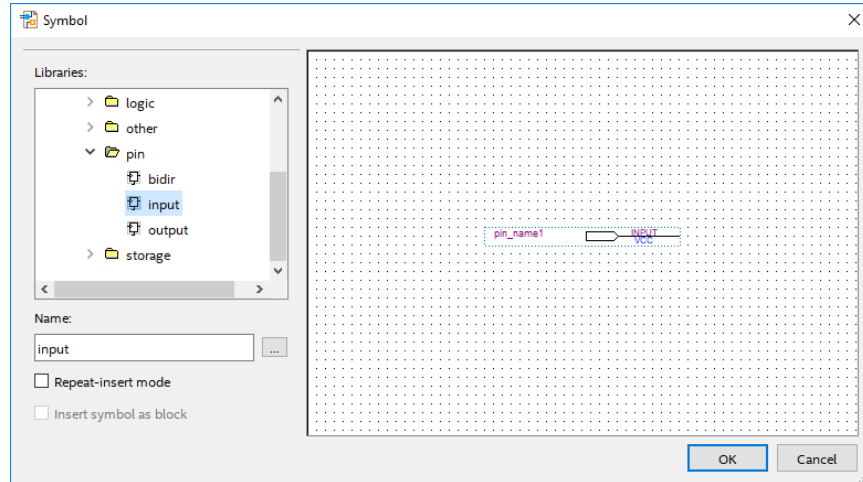 Symbol
Libraries:
logic
other
pin
bidir
input
output
storage
Name:
input
...
Repeat-insert mode
Insert symbol as block
pin_name1
INPUT
VCC
OK
Cancel